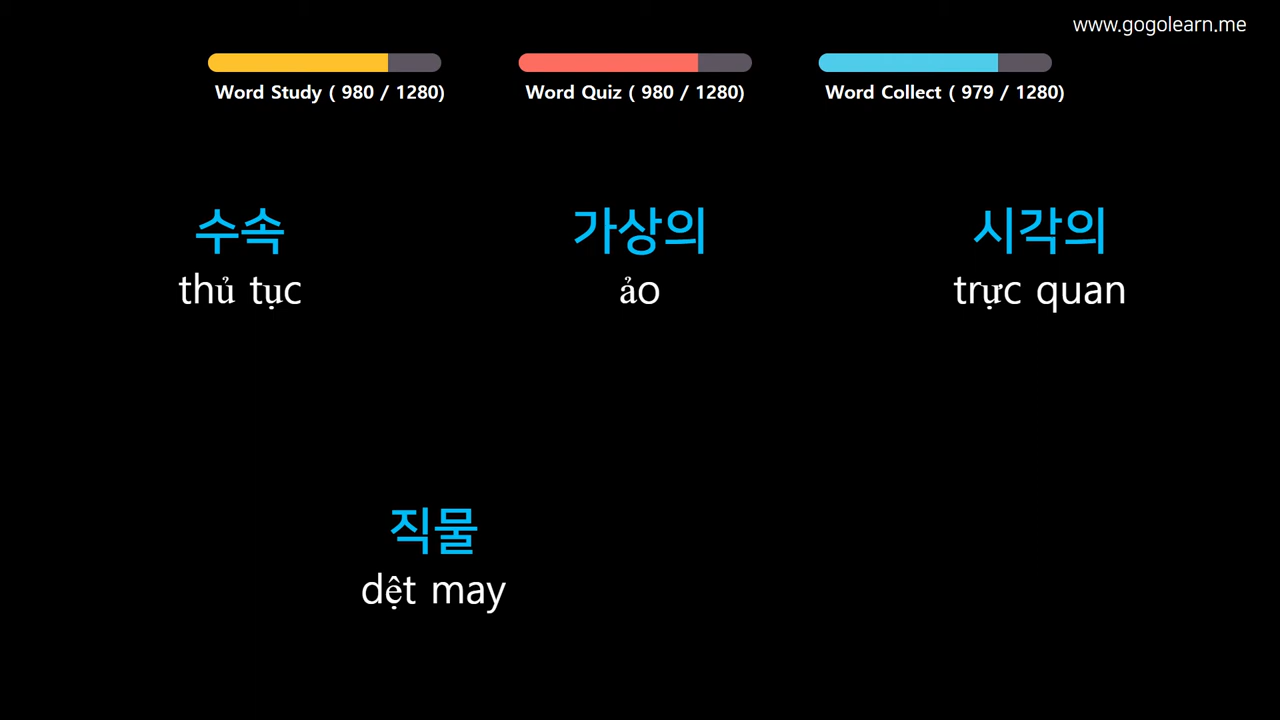 www.gogolearn.me
Word Study ( 980 / 1280)
Word Quiz ( 980 / 1280)
Word Collect ( 979 / 1280)
수속
thủ tục
가상의
ảo
시각의
trực quan
직물
dệt may